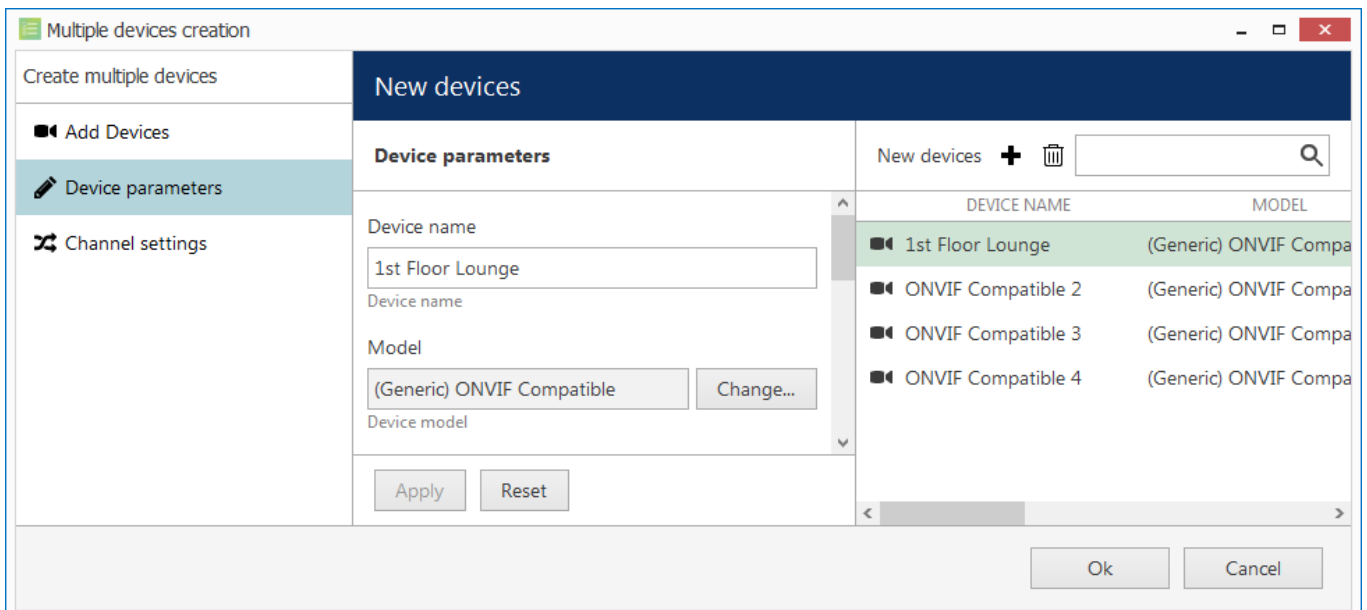 Multiple devices creation
Create multiple devices
Add Devices
Device parameters
Channel settings
New devices
Device parameters
Device name
1st Floor Lounge
Device name
Model
(Generic) ONVIF Compatible
Change...
Device model
Apply
Reset
New devices
DEVICE NAME MODEL
1st Floor Lounge (Generic) ONVIF Compa
ONVIF Compatible 2 (Generic) ONVIF Compa
ONVIF Compatible 3 (Generic) ONVIF Compa
ONVIF Compatible 4 (Generic) ONVIF Compa
Ok
Cancel